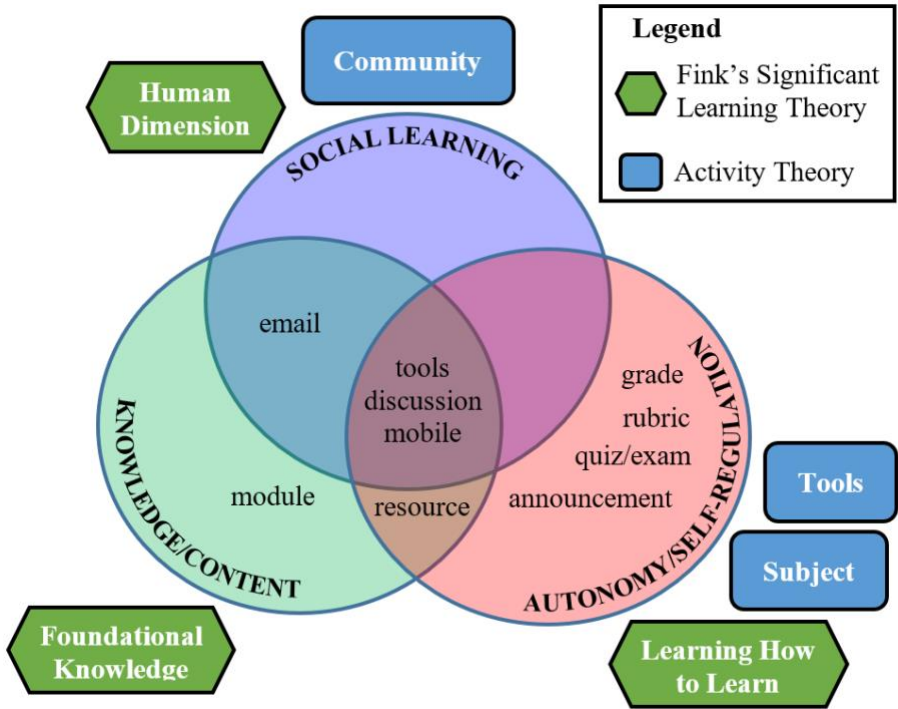 Community
Human
Dimension
Legend
Fink's Significant
Learning Theory
Activity Theory
SOCIAL LEARNING
email
tools
discussion
mobile
grade
rubric
quiz/exam
announcement
module
resource
KNOWLEDGE/CONTENT
AUTONOMY/SELF-REGULATION
Tools
Subject
Foundational
Knowledge
Learning How
to Learn